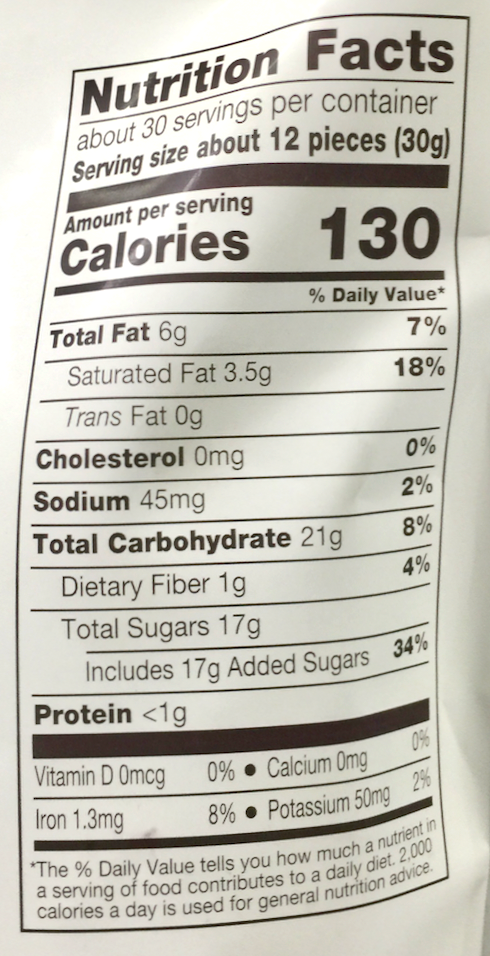 Nutrition Facts
about 30 servings per container
Serving size about 12 pieces (30g)
Amount per serving
Calories 130
% Daily Value*
Total Fat 6g 7%
Saturated Fat 3.5g 18%
Trans Fat 0g
Cholesterol 0mg 0%
Sodium 45mg 2%
Total Carbohydrate 21g 8%
Dietary Fiber 1g 4%
Total Sugars 17g
Includes 17g Added Sugars 34%
Protein <1g
Vitamin D 0mcg 0% • Calcium 0mg 0%
Iron 1.3mg 8% • Potassium 50mg 2%
*The % Daily Value tells you how much a nutrient in
a serving of food contributes to a daily diet. 2,000
calories a day is used for general nutrition advice.